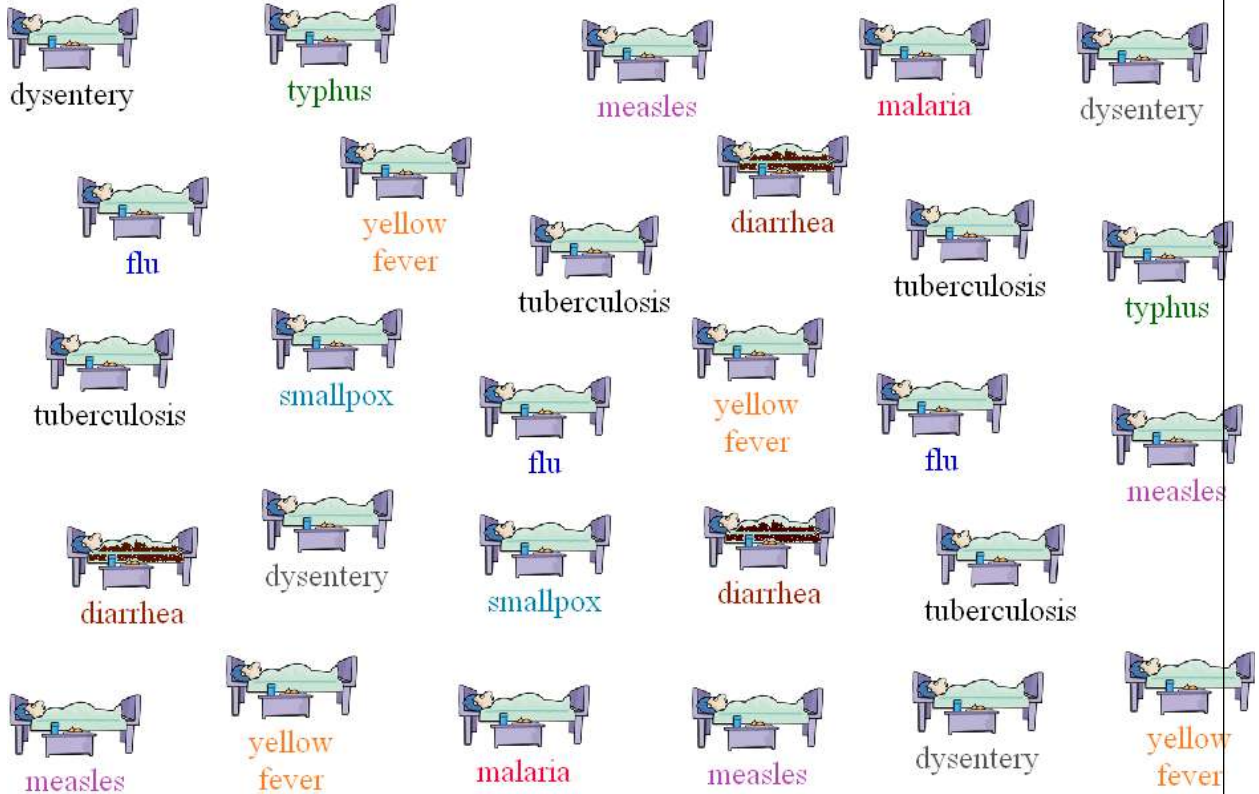 dysentery
typhus
measles
malaria
dysentery
flu
yellow
fever
tuberculosis
diarrhea
tuberculosis
typhus
tuberculosis
smallpox
flu
yellow
fever
flu
measles
diarrhea
dysentery
smallpox
diarrhea
tuberculosis
measles
yellow
fever
malaria
measles
dysentery
yellow
fever